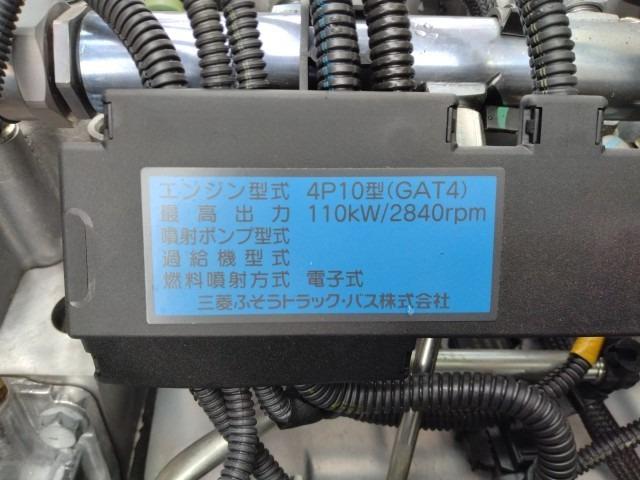 エンジン型式 4P10型(GAT4)
最高出力 110kW/2840rpm
噴射ポンプ型式
過給機型式
燃料噴射方式 電子式
三菱ふそうトラック・バス株式会社